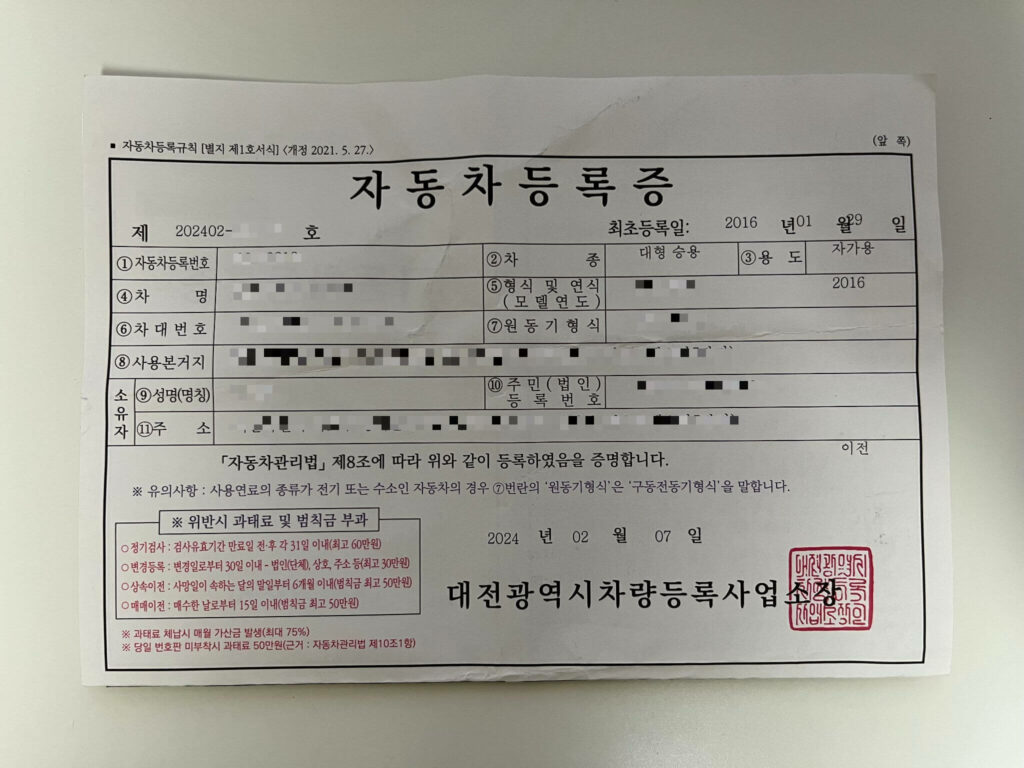 ▪ 자동차등록규칙 [별지 제1호서식] <개정 2021. 5. 27.>
(앞 쪽)
자동차등록증
제 202402- 호
최초등록일: 2016 년 01 월 29 일
①자동차등록번호
②차 종 대형 승용
③용 도 자가용
④차 명
⑤형식 및 연식
(모델연도)
2016
⑥차대번호
⑦원동기형식
⑧사용본거지
소유자
⑨성명(명칭)
⑩주민(법인)
등록번호
⑪주 소
이전
「자동차관리법」 제8조에 따라 위와 같이 등록하였음을 증명합니다.
※ 유의사항 : 사용연료의 종류가 전기 또는 수소인 자동차의 경우 ⑦번란의 '원동기형식'은 '구동전동기형식'을 말합니다.
※ 위반시 과태료 및 범칙금 부과
○정기검사 : 검사유효기간 만료일 전·후 각 31일 이내(최고 60만원)
○변경등록 : 변경일로부터 30일 이내 - 법인(단체), 상호, 주소 등(최고 30만원)
○상속이전 : 사망일이 속하는 달의 말일부터 6개월 이내(범칙금 최고 50만원)
○매매이전 : 매수한 날로부터 15일 이내(범칙금 최고 50만원)
※ 과태료 체납시 매월 가산금 발생(최대 75%)
※ 당일 번호판 미부착시 과태료 50만원(근거 : 자동차관리법 제10조1항)
2024 년 02 월 07 일
대전광역시차량등록사업소장